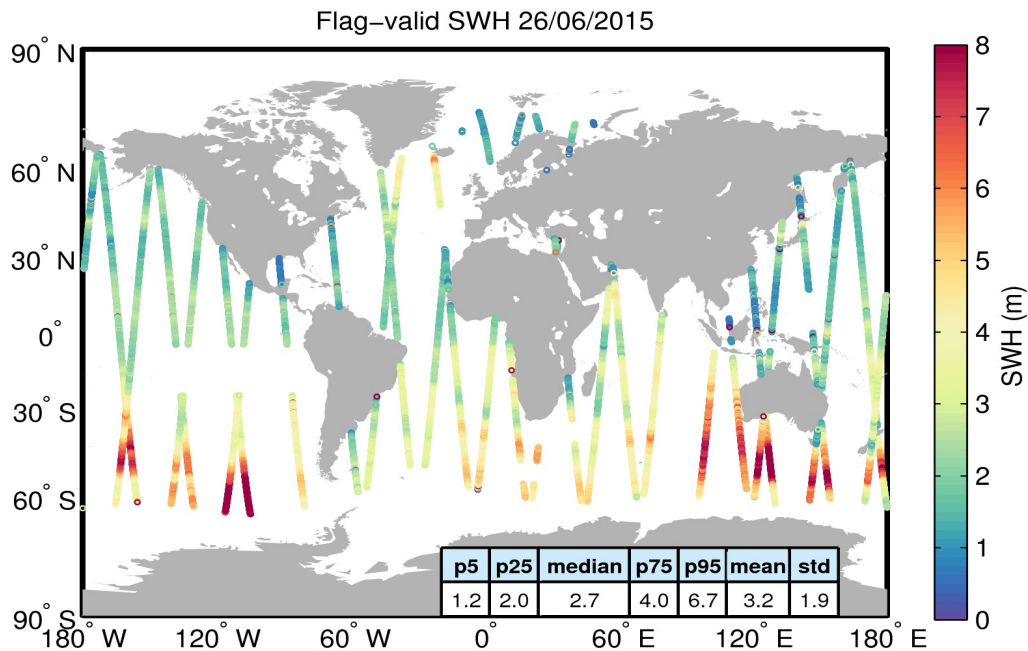 Flag−valid SWH 26/06/2015
90° N
60° N
30° N
0°
30° S
60° S
90° S
180° W
120° W
60° W
0°
60° E
120° E
180° E
p5 p25 median p75 p95 mean std
1.2 2.0 2.7 4.0 6.7 3.2 1.9
8
7
6
5
4
3
2
1
0
SWH (m)